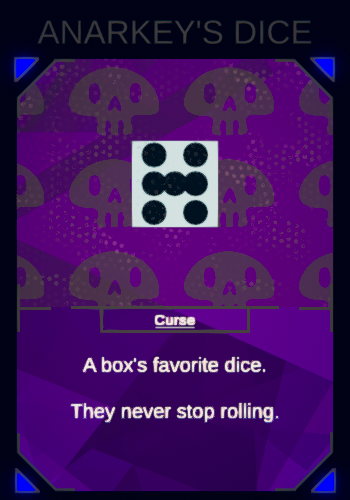 ANARKEY'S DICE
Curse
A box's favorite dice.
They never stop rolling.